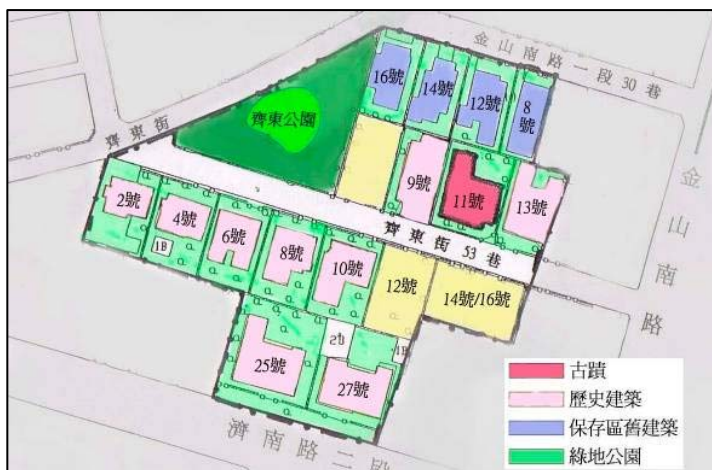 金山南路一段30巷
16號
14號
12號
8號
齊東公園
齊東街
9號
11號
13號
金山南路
2號
4號
6號
8號
10號
齊東街 53 巷
1B
12號
14號/16號
2B
1B
25號
27號
濟南路二段
古蹟
歷史建築
保存區舊建築
綠地公園